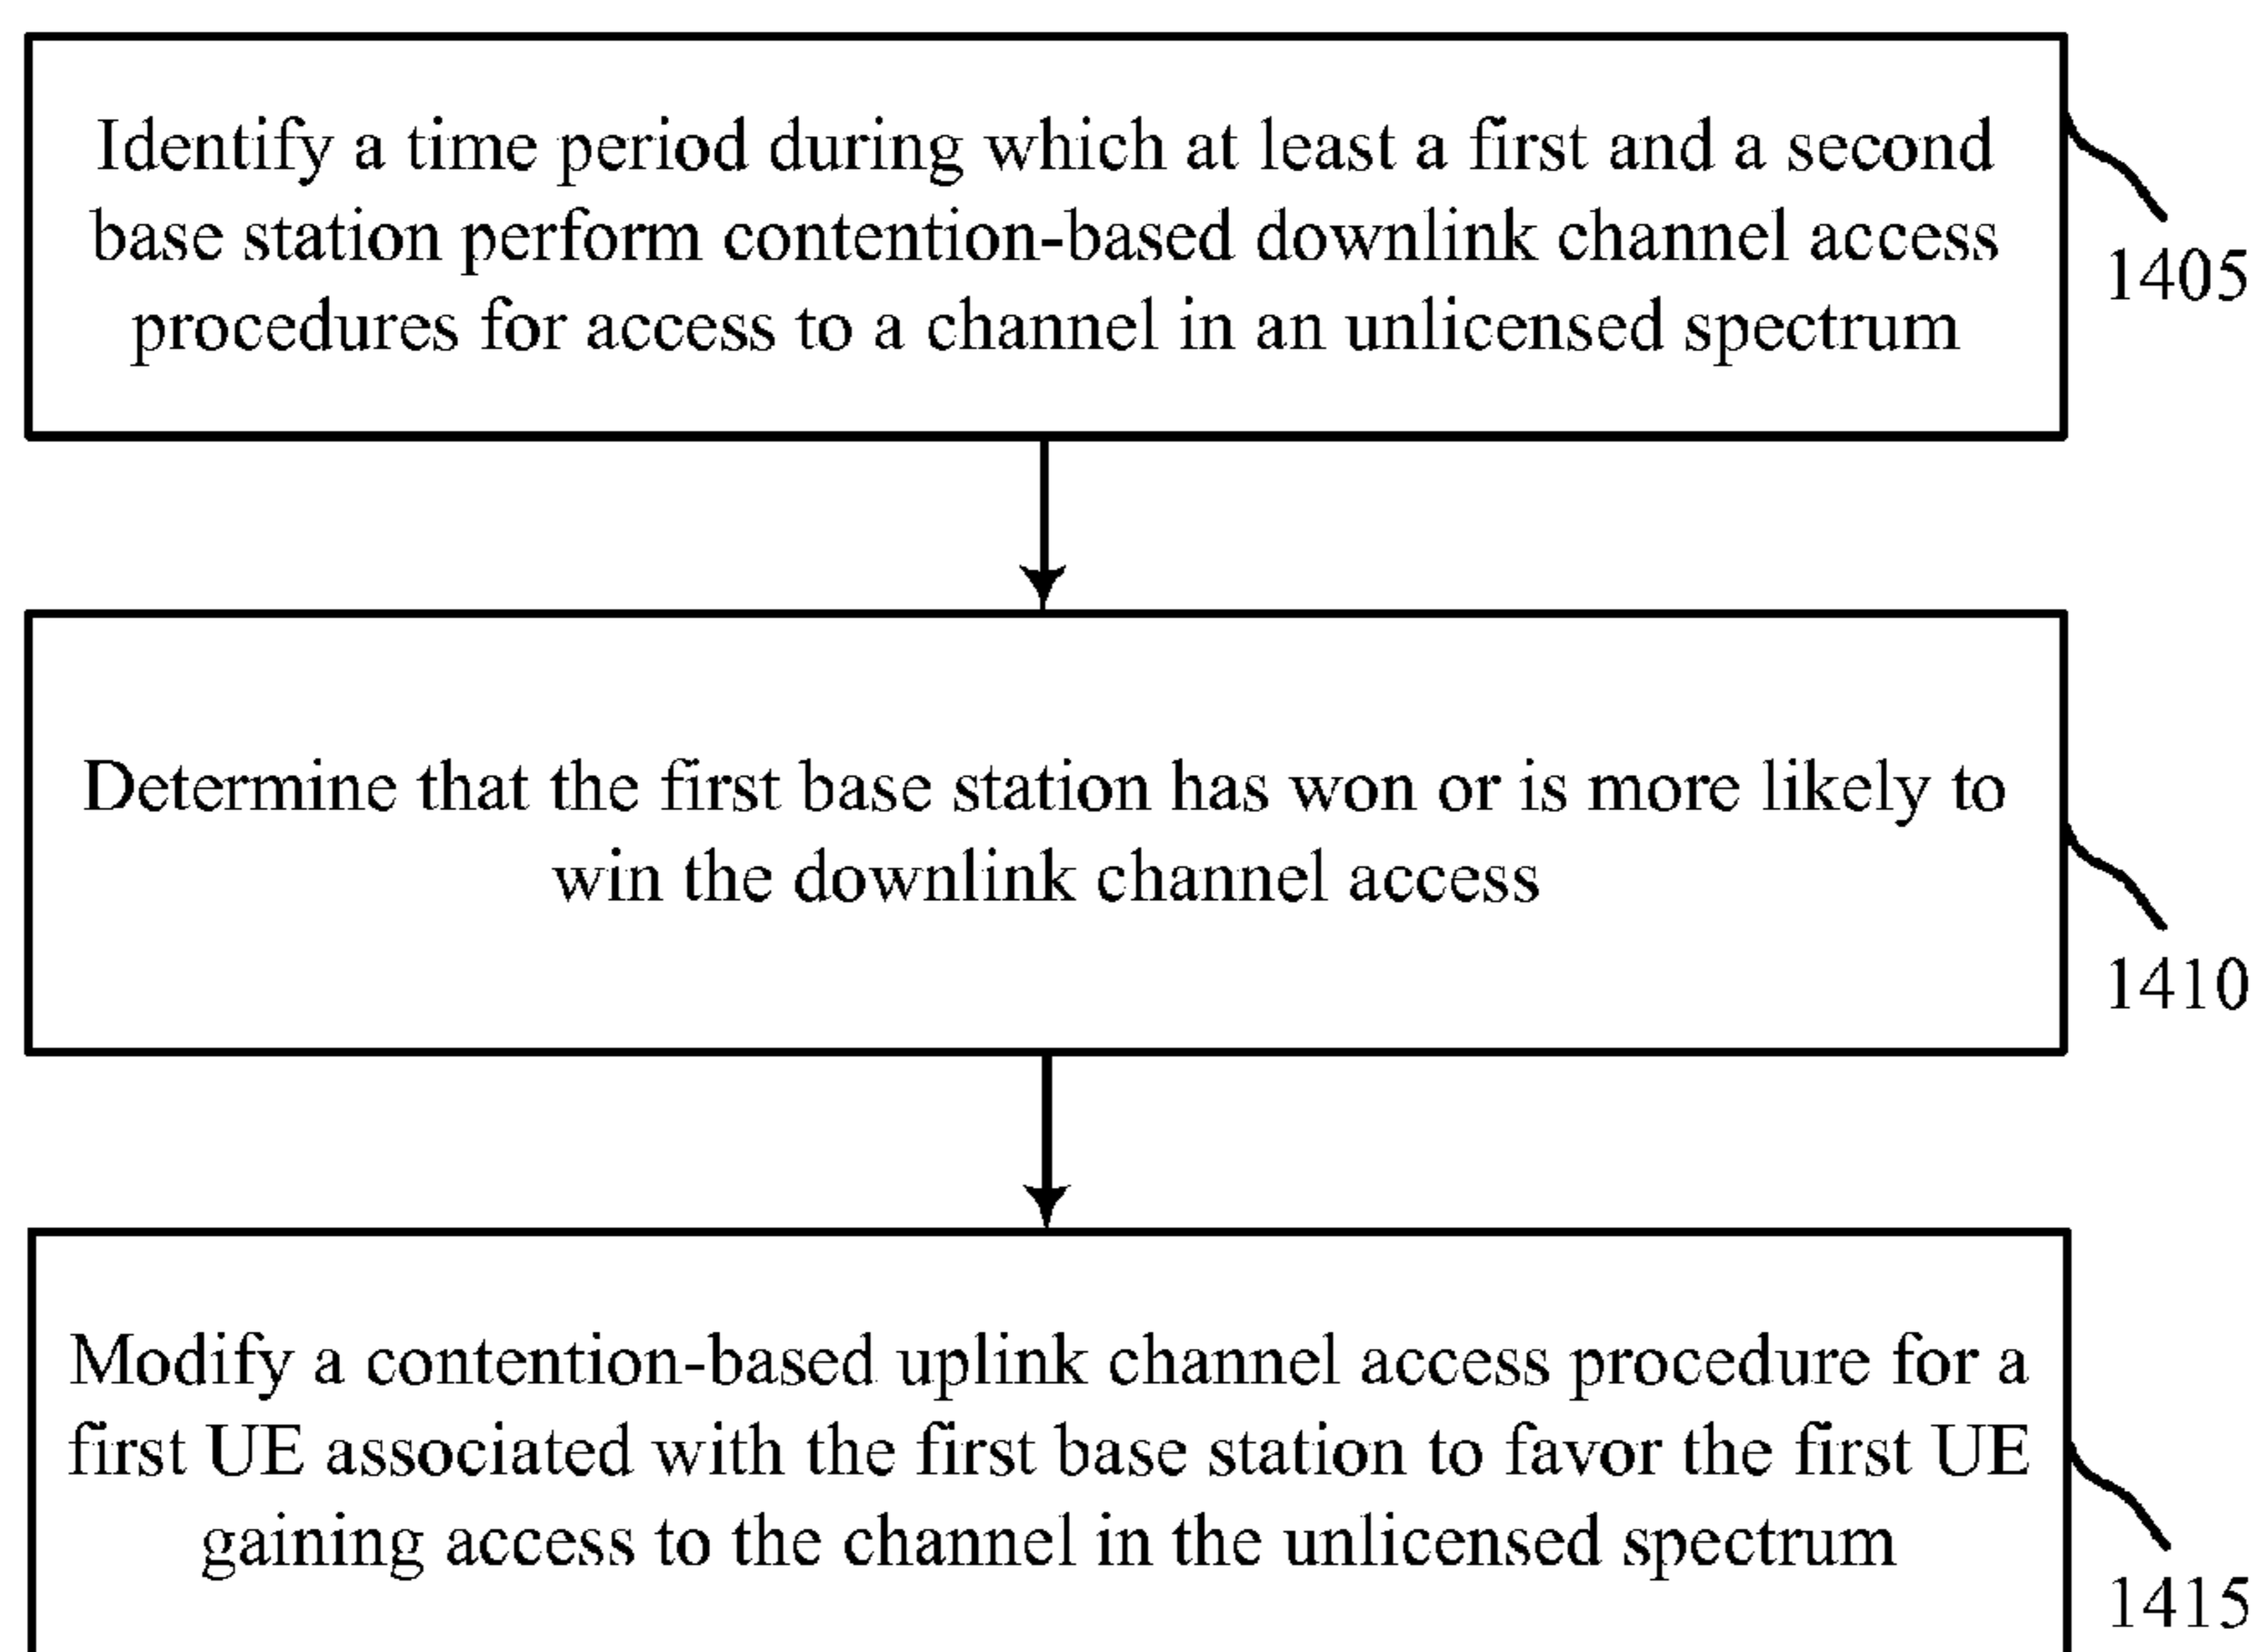 Identify a time period during which at least a first and a second
base station perform contention-based downlink channel access
procedures for access to a channel in an unlicensed spectrum
1405
Determine that the first base station has won or is more likely to
win the downlink channel access
1410
Modify a contention-based uplink channel access procedure for a
first UE associated with the first base station to favor the first UE
gaining access to the channel in the unlicensed spectrum
1415